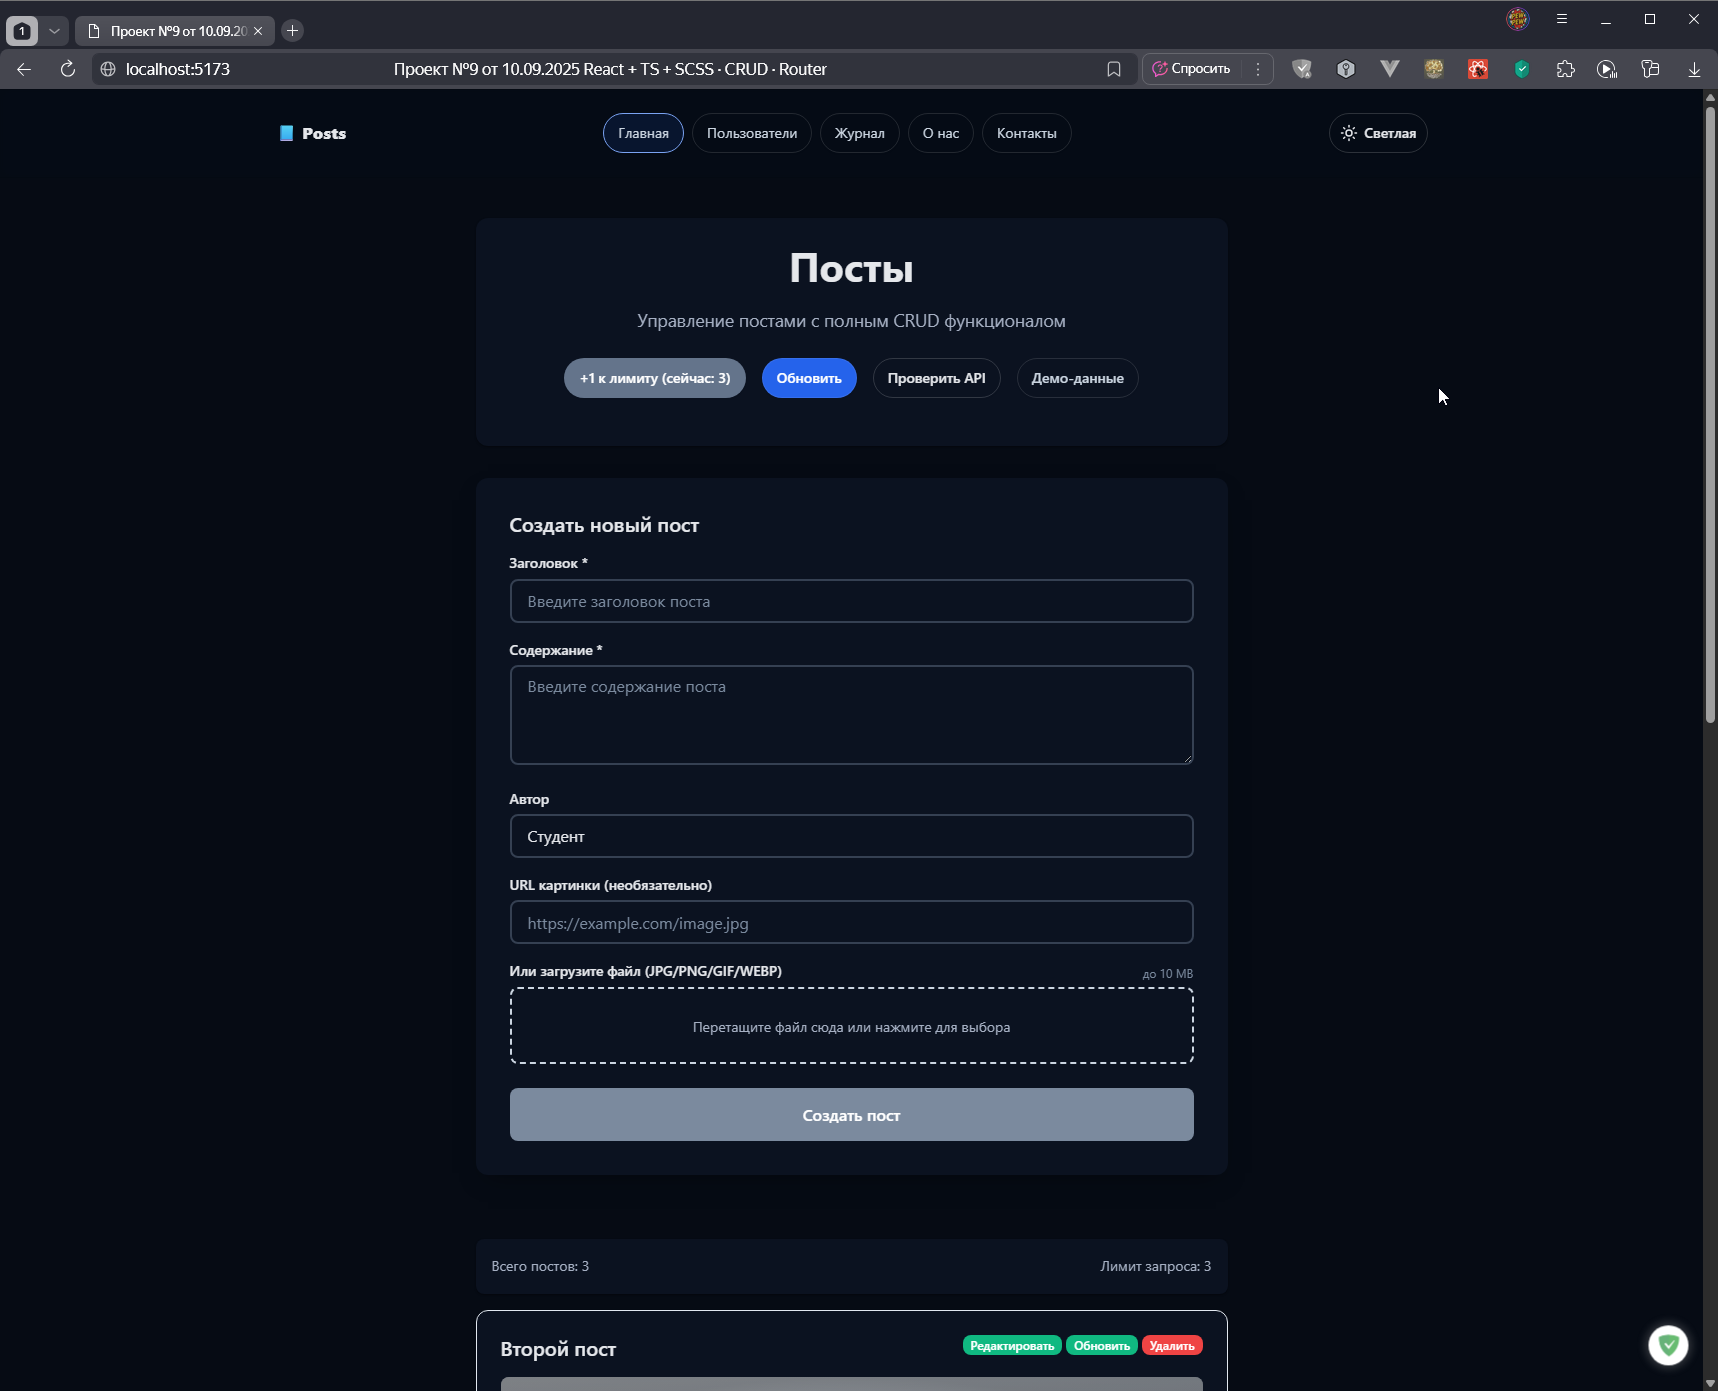 1
Проект №9 от 10.09.20
localhost:5173
Проект №9 от 10.09.2025 React + TS + SCSS · CRUD · Router
Спросить
Posts
Главная
Пользователи
Журнал
О нас
Контакты
Светлая
Посты
Управление постами с полным CRUD функционалом
+1 к лимиту (сейчас: 3)
Обновить
Проверить API
Демо-данные
Создать новый пост
Заголовок *
Введите заголовок поста
Содержание *
Введите содержание поста
Автор
Студент
URL картинки (необязательно)
https://example.com/image.jpg
Или загрузите файл (JPG/PNG/GIF/WEBP)
до 10 MB
Перетащите файл сюда или нажмите для выбора
Создать пост
Всего постов: 3
Лимит запроса: 3
Второй пост
Редактировать
Обновить
Удалить